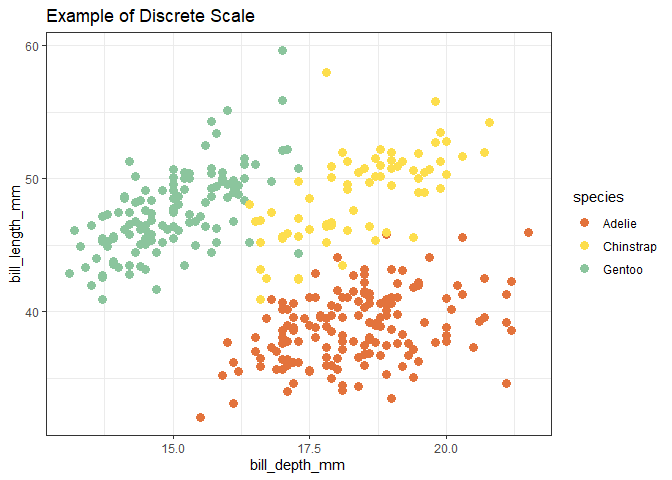 Example of Discrete Scale
60
50
40
bill_length_mm
15.0
17.5
20.0
bill_depth_mm
species
Adelie
Chinstrap
Gentoo